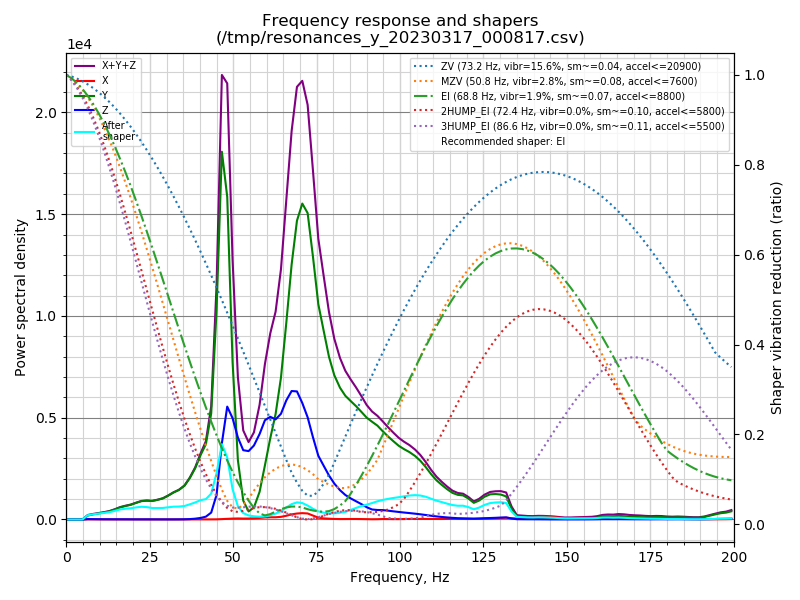 Frequency response and shapers
(/tmp/resonances_y_20230317_000817.csv)
1e4
X+Y+Z
X
Y
Z
After
shaper
ZV (73.2 Hz, vibr=15.6%, sm~=0.04, accel<=20900)
MZV (50.8 Hz, vibr=2.8%, sm~=0.08, accel<=7600)
EI (68.8 Hz, vibr=1.9%, sm~=0.07, accel<=8800)
2HUMP_EI (72.4 Hz, vibr=0.0%, sm~=0.10, accel<=5800)
3HUMP_EI (86.6 Hz, vibr=0.0%, sm~=0.11, accel<=5500)
Recommended shaper: EI
Power spectral density
2.0
1.5
1.0
0.5
0.0
1.0
0.8
0.6
0.4
0.2
0.0
Shaper vibration reduction (ratio)
0 25 50 75 100 125 150 175 200
Frequency, Hz